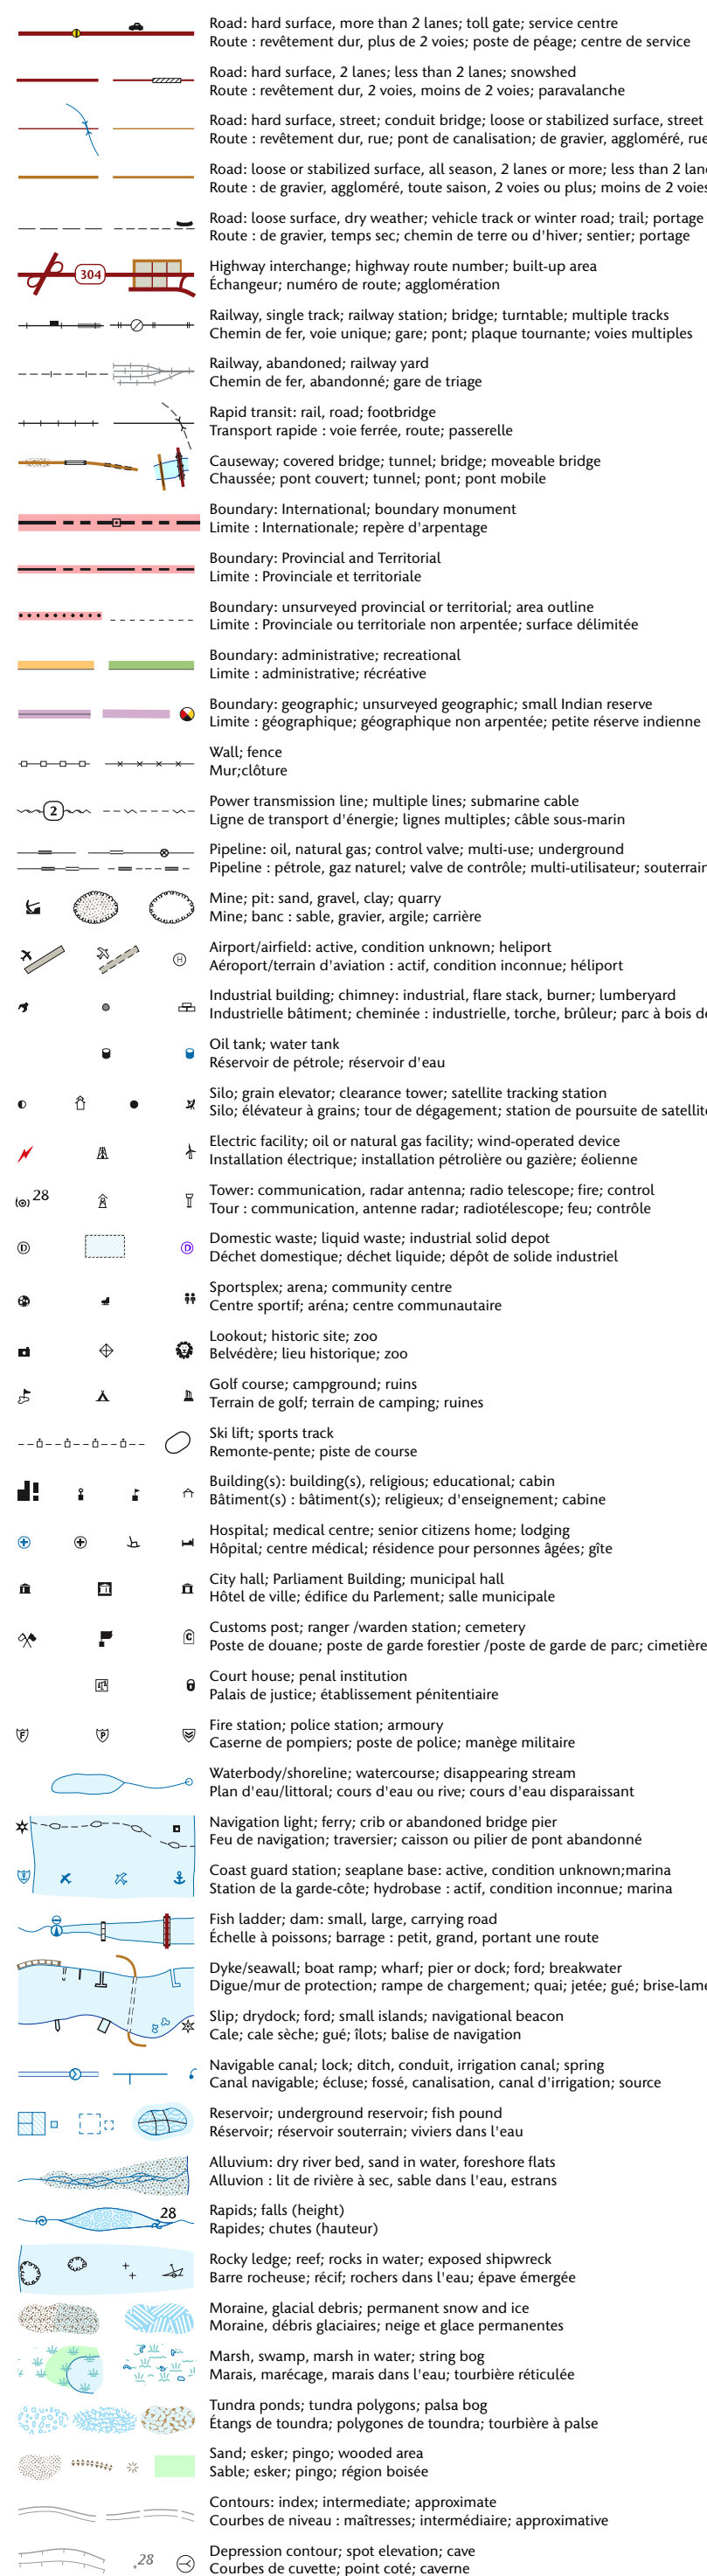 Road: hard surface, more than 2 lanes; toll gate; service centre
Route : revêtement dur, plus de 2 voies; poste de péage; centre de service
Road: hard surface, 2 lanes; less than 2 lanes; snowshed
Route : revêtement dur, 2 voies, moins de 2 voies; paravalanche
Road: hard surface, street; conduit bridge; loose or stabilized surface, street
Route : revêtement dur, rue; pont de canalisation; de gravier, aggloméré, rue
Road: loose or stabilized surface, all season, 2 lanes or more; less than 2
Route : de gravier, aggloméré, toute saison, 2 voies ou plus; moins de 2 voies
Road: loose surface, dry weather; vehicle track or winter road; trail; portage
Route : de gravier, temps sec; chemin de terre ou d'hiver; sentier; portage
304
Highway interchange; highway route number; built-up area
Échangeur; numéro de route; agglomération
Railway, single track; railway station; bridge; turntable; multiple tracks
Chemin de fer, voie unique; gare; pont; plaque tournante; voies multiples
Railway, abandoned; railway yard
Chemin de fer, abandonné; gare de triage
Rapid transit: rail, road; footbridge
Transport rapide : voie ferrée, route; passerelle
Causeway; covered bridge; tunnel; bridge; moveable bridge
Chaussée; pont couvert; tunnel; pont; pont mobile
Boundary: International; boundary monument
Limite : Internationale; repère d'arpentage
Boundary: Provincial and Territorial
Limite : Provinciale et territoriale
Boundary: unsurveyed provincial or territorial; area outline
Limite : Provinciale ou territoriale non arpentée; surface délimitée
Boundary: administrative; recreational
Limite : administrative; récréative
Boundary: geographic; unsurveyed geographic; small Indian reserve
Limite : géographique; géographique non arpentée; petite réserve indienne
Wall; fence
Mur;clôture
2
Power transmission line; multiple lines; submarine cable
Ligne de transport d'énergie; lignes multiples; câble sous-marin
Pipeline: oil, natural gas; control valve; multi-use; underground
Pipeline : pétrole, gaz naturel; valve de contrôle; multi-utilisateur; souterrain
Mine; pit: sand, gravel, clay; quarry
Mine; banc : sable, gravier, argile; carrière
H
Airport/airfield: active, condition unknown; heliport
Aéroport/terrain d'aviation : actif, condition inconnue; héliport
Industrial building; chimney: industrial, flare stack, burner; lumberyard
Industrielle bâtiment; cheminée : industrielle, torche, brûleur; parc à bois
Oil tank; water tank
Réservoir de pétrole; réservoir d'eau
Silo; grain elevator; clearance tower; satellite tracking station
Silo; élévateur à grains; tour de dégagement; station de poursuite de satellite
Electric facility; oil or natural gas facility; wind-operated device
Installation électrique; installation pétrolière ou gazière; éolienne
28
Tower: communication, radar antenna; radio telescope; fire; control
Tour : communication, antenne radar; radiotélescope; feu; contrôle
D D
Domestic waste; liquid waste; industrial solid depot
Déchet domestique; déchet liquide; dépôt de solide industriel
Sportsplex; arena; community centre
Centre sportif; aréna; centre communautaire
Lookout; historic site; zoo
Belvédère; lieu historique; zoo
Golf course; campground; ruins
Terrain de golf; terrain de camping; ruines
Ski lift; sports track
Remonte-pente; piste de course
Building(s): building(s), religious; educational; cabin
Bâtiment(s) : bâtiment(s); religieux; d'enseignement; cabine
Hospital; medical centre; senior citizens home; lodging
Hôpital; centre médical; résidence pour personnes âgées; gîte
City hall; Parliament Building; municipal hall
Hôtel de ville; édifice du Parlement; salle municipale
C
Customs post; ranger /warden station; cemetery
Poste de douane; poste de garde forestier /poste de garde de parc; cimetière
Court house; penal institution
Palais de justice; établissement pénitentiaire
F P
Fire station; police station; armoury
Caserne de pompiers; poste de police; manège militaire
Waterbody/shoreline; watercourse; disappearing stream
Plan d'eau/littoral; cours d'eau ou rive; cours d'eau disparaissant
Navigation light; ferry; crib or abandoned bridge pier
Feu de navigation; traversier; caisson ou pilier de pont abandonné
Coast guard station; seaplane base: active, condition unknown;marina
Station de la garde-côte; hydrobase : actif, condition inconnue; marina
Fish ladder; dam: small, large, carrying road
Échelle à poissons; barrage : petit, grand, portant une route
Dyke/seawall; boat ramp; wharf; pier or dock; ford; breakwater
Digue/mur de protection; rampe de chargement; quai; jetée; gué; brise-lame
Slip; drydock; ford; small islands; navigational beacon
Cale; cale sèche; gué; îlots; balise de navigation
Navigable canal; lock; ditch, conduit, irrigation canal; spring
Canal navigable; écluse; fossé, canalisation, canal d'irrigation; source
Reservoir; underground reservoir; fish pound
Réservoir; réservoir souterrain; viviers dans l'eau
Alluvium: dry river bed, sand in water, foreshore flats
Alluvion : lit de rivière à sec, sable dans l'eau, estrans
28
Rapids; falls (height)
Rapides; chutes (hauteur)
Rocky ledge; reef; rocks in water; exposed shipwreck
Barre rocheuse; récif; rochers dans l'eau; épave émergée
Moraine, glacial debris; permanent snow and ice
Moraine, débris glaciaires; neige et glace permanentes
Marsh, swamp, marsh in water; string bog
Marais, marécage, marais dans l'eau; tourbière réticulée
Tundra ponds; tundra polygons; palsa bog
Étangs de toundra; polygones de toundra; tourbière à palse
Sand; esker; pingo; wooded area
Sable; esker; pingo; région boisée
Contours: index; intermediate; approximate
Courbes de niveau : maîtresses; intermédiaire; approximative
28
Depression contour; spot elevation; cave
Courbes de cuvette; point coté; caverne